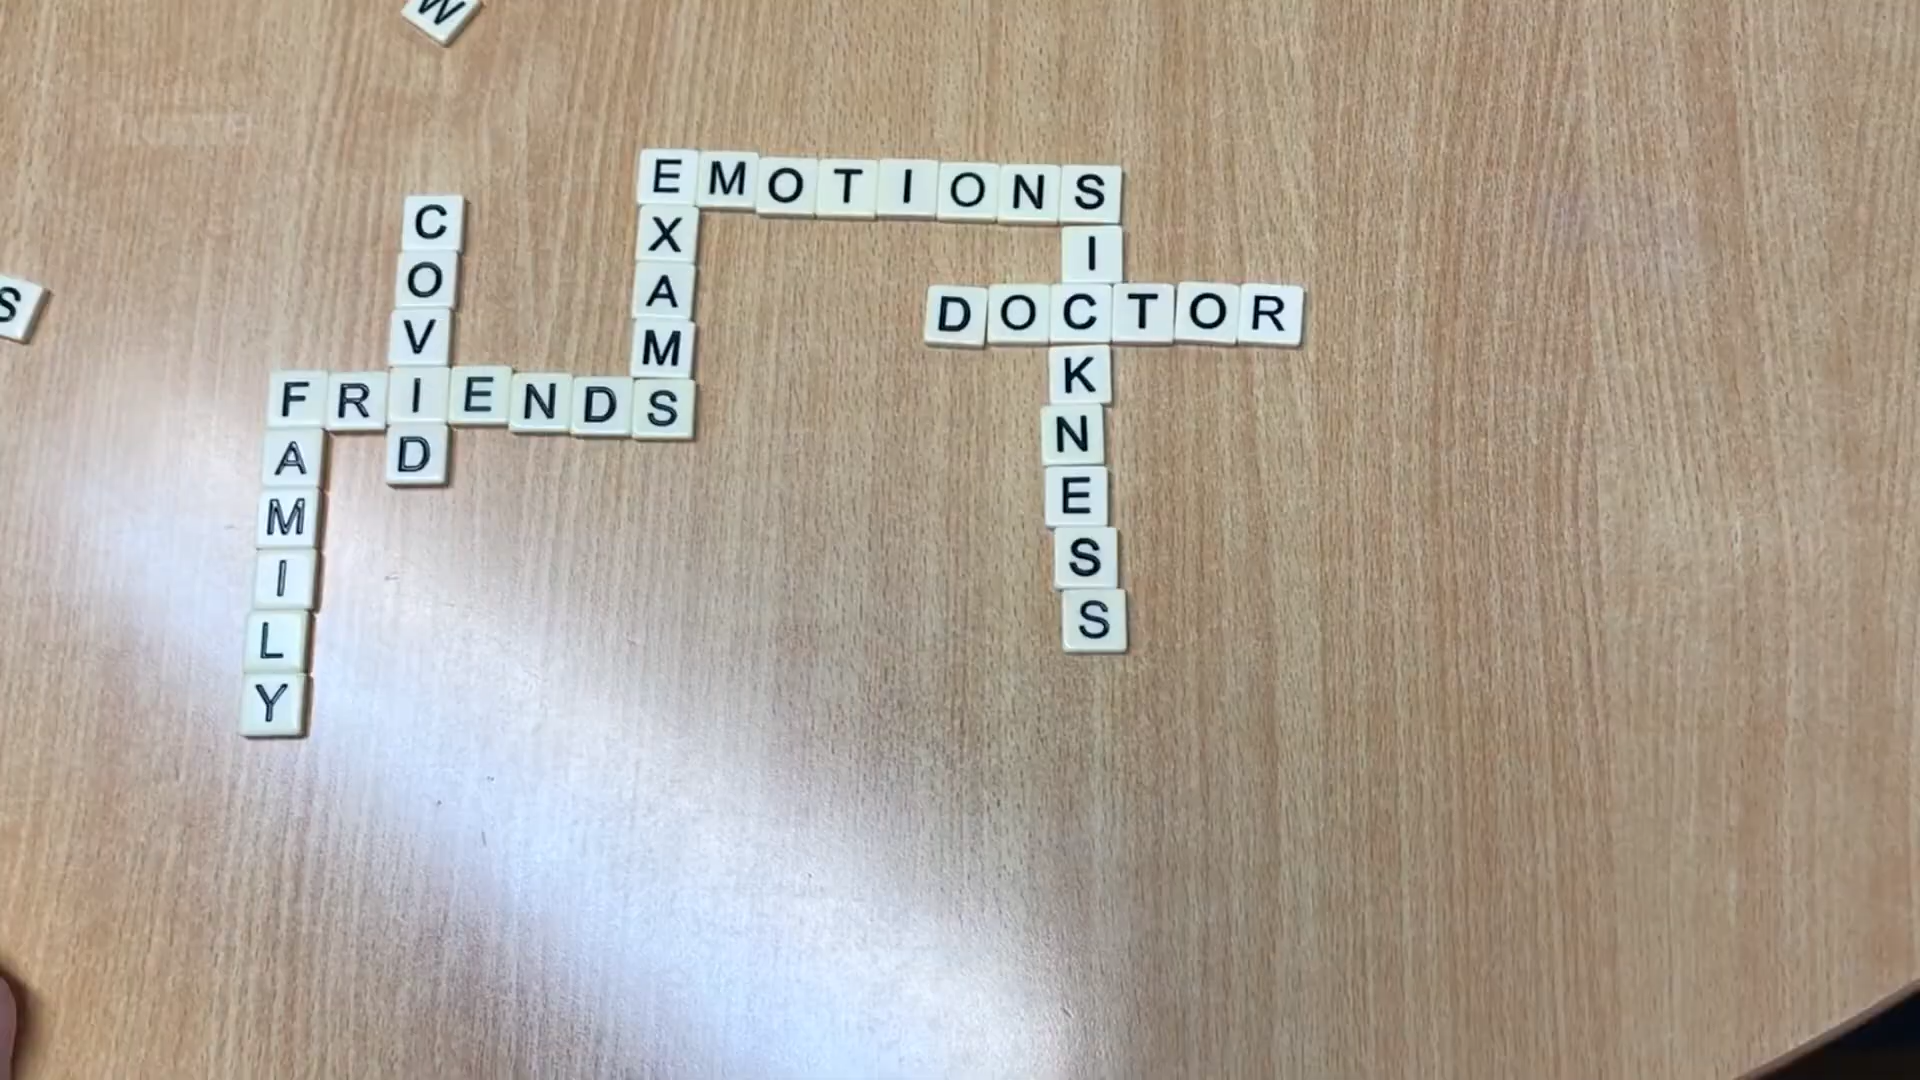 W
EMOTIONS
COVID
EXAMS
S
SICKNESS
DOCTOR
FRIENDS
FAMILY